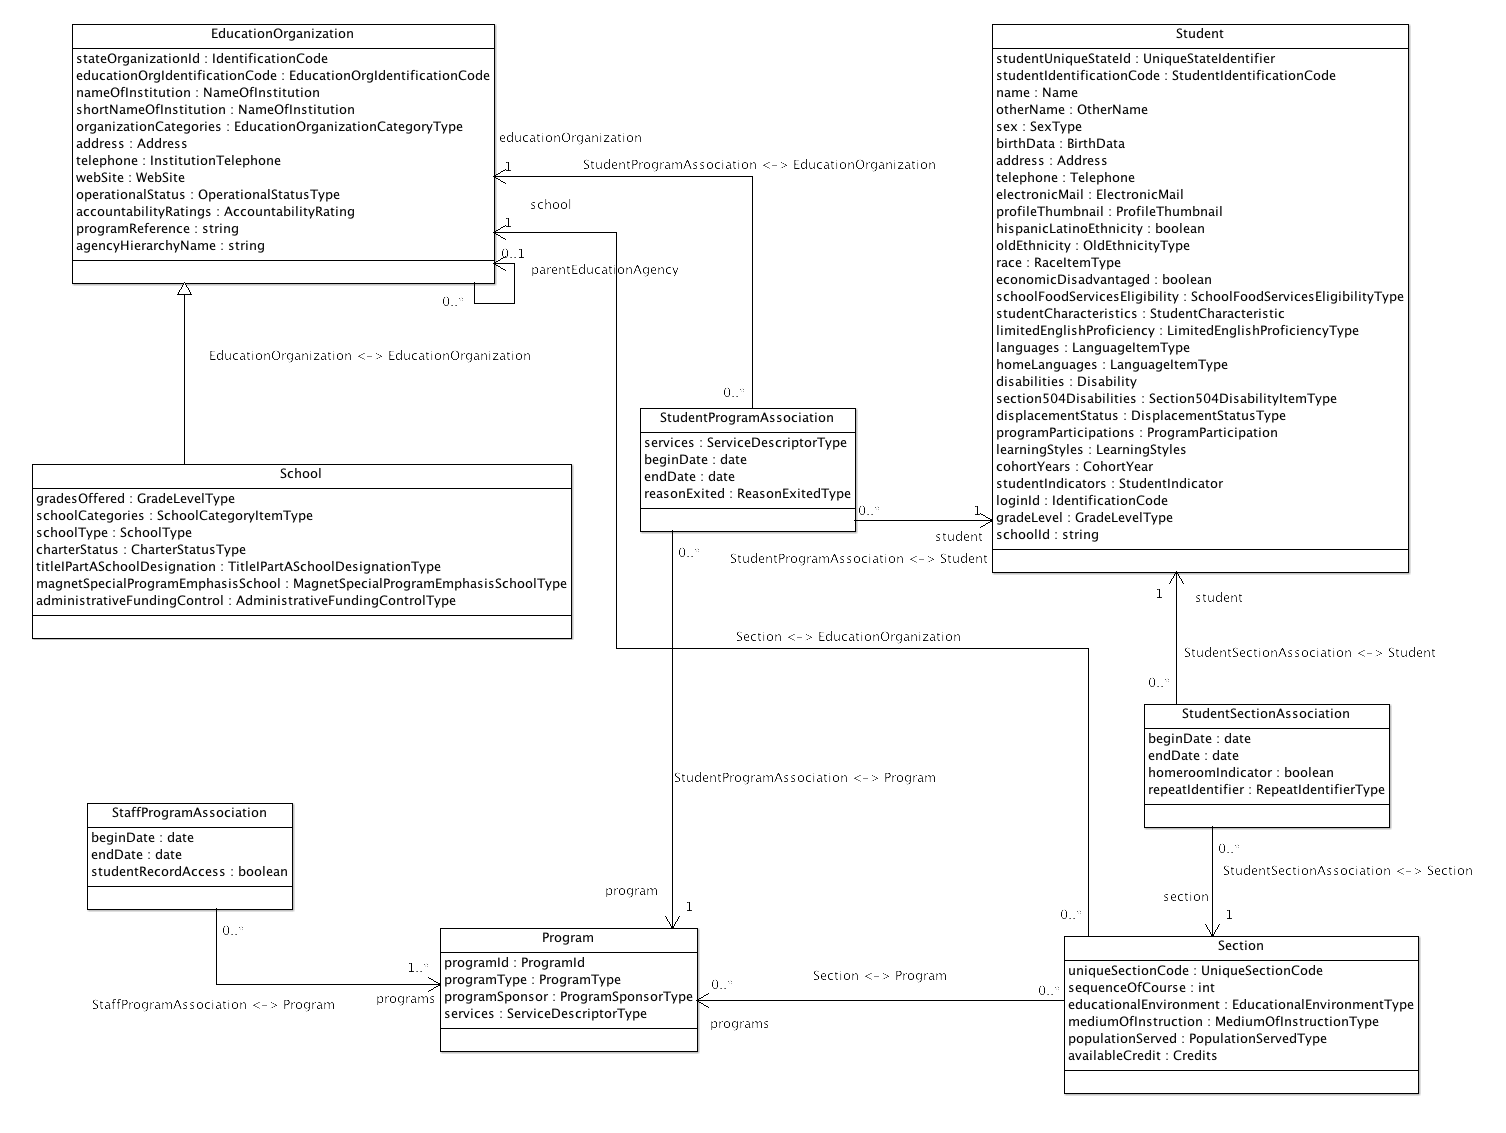 EducationOrganization
stateOrganizationId : IdentificationCode
educationOrgIdentificationCode : EducationOrgIdentificationCode
nameOfInstitution : NameOfInstitution
shortNameOfInstitution : NameOfInstitution
organizationCategories : EducationOrganizationCategoryType
address : Address
telephone : InstitutionTelephone
webSite : WebSite
operationalStatus : OperationalStatusType
accountabilityRatings : AccountabilityRating
programReference : string
agencyHierarchyName : string
educationOrganization
1
StudentProgramAssociation <-> EducationOrganization
school
1
0..1
parentEducationAgency
0..*
EducationOrganization <-> EducationOrganization
Student
studentUniqueStateId : UniqueStateIdentifier
studentIdentificationCode : StudentIdentificationCode
name : Name
otherName : OtherName
sex : SexType
birthData : BirthData
address : Address
telephone : Telephone
electronicMail : ElectronicMail
profileThumbnail : ProfileThumbnail
hispanicLatinoEthnicity : boolean
oldEthnicity : OldEthnicityType
race : RaceItemType
economicDisadvantaged : boolean
schoolFoodServicesEligibility : SchoolFoodServicesEligibilityType
studentCharacteristics : StudentCharacteristic
limitedEnglishProficiency : LimitedEnglishProficiencyType
languages : LanguageItemType
homeLanguages : LanguageItemType
disabilities : Disability
section504Disabilities : Section504DisabilityItemType
displacementStatus : DisplacementStatusType
programParticipations : ProgramParticipation
learningStyles : LearningStyles
cohortYears : CohortYear
studentIndicators : StudentIndicator
loginId : IdentificationCode
gradeLevel : GradeLevelType
schoolId : string
0..*
StudentProgramAssociation
services : ServiceDescriptorType
beginDate : date
endDate : date
reasonExited : ReasonExitedType
0..*
1
student
StudentProgramAssociation <-> Student
0..*
School
gradesOffered : GradeLevelType
schoolCategories : SchoolCategoryItemType
schoolType : SchoolType
charterStatus : CharterStatusType
titleIPartASchoolDesignation : TitleIPartASchoolDesignationType
magnetSpecialProgramEmphasisSchool : MagnetSpecialProgramEmphasisSchoolType
administrativeFundingControl : AdministrativeFundingControlType
1
student
Section <-> EducationOrganization
StudentSectionAssociation <-> Student
0..*
StudentSectionAssociation
beginDate : date
endDate : date
homeroomIndicator : boolean
repeatIdentifier : RepeatIdentifierType
StudentProgramAssociation <-> Program
0..*
StudentSectionAssociation <-> Section
section
1
StaffProgramAssociation
beginDate : date
endDate : date
studentRecordAccess : boolean
0..*
1..*
programs
StaffProgramAssociation <-> Program
program
1
Program
programId : ProgramId
programType : ProgramType
programSponsor : ProgramSponsorType
services : ServiceDescriptorType
0..*
programs
Section <-> Program
0..*
0..*
Section
uniqueSectionCode : UniqueSectionCode
sequenceOfCourse : int
educationalEnvironment : EducationalEnvironmentType
mediumOfInstruction : MediumOfInstructionType
populationServed : PopulationServedType
availableCredit : Credits